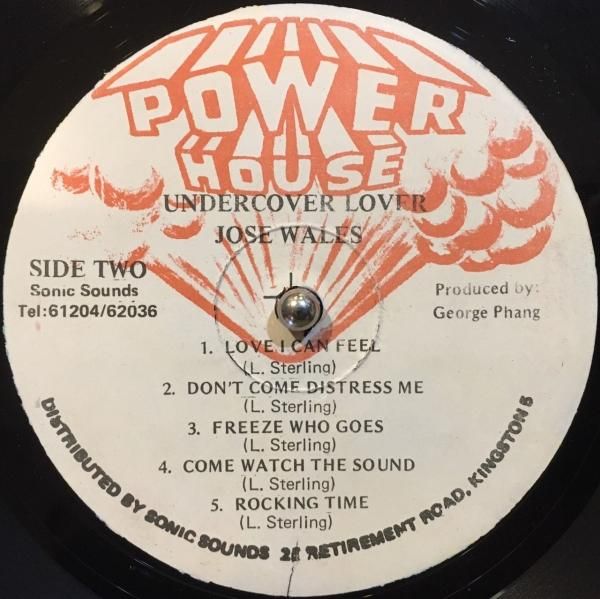 POWER
HOUSE
UNDERCOVER LOVER
JOSE WALES
SIDE TWO
Sonic Sounds
Tel:61204/62036
Produced by:
George Phang
1. LOVE I CAN FEEL
(L. Sterling)
2. DON'T COME DISTRESS ME
(L. Sterling)
3. FREEZE WHO GOES
(L. Sterling)
4. COME WATCH THE SOUND
(L. Sterling)
5. ROCKING TIME
(L. Sterling)
DISTRIBUTED BY SONIC SOUNDS RETIREMENT ROAD, KINGSTON 5